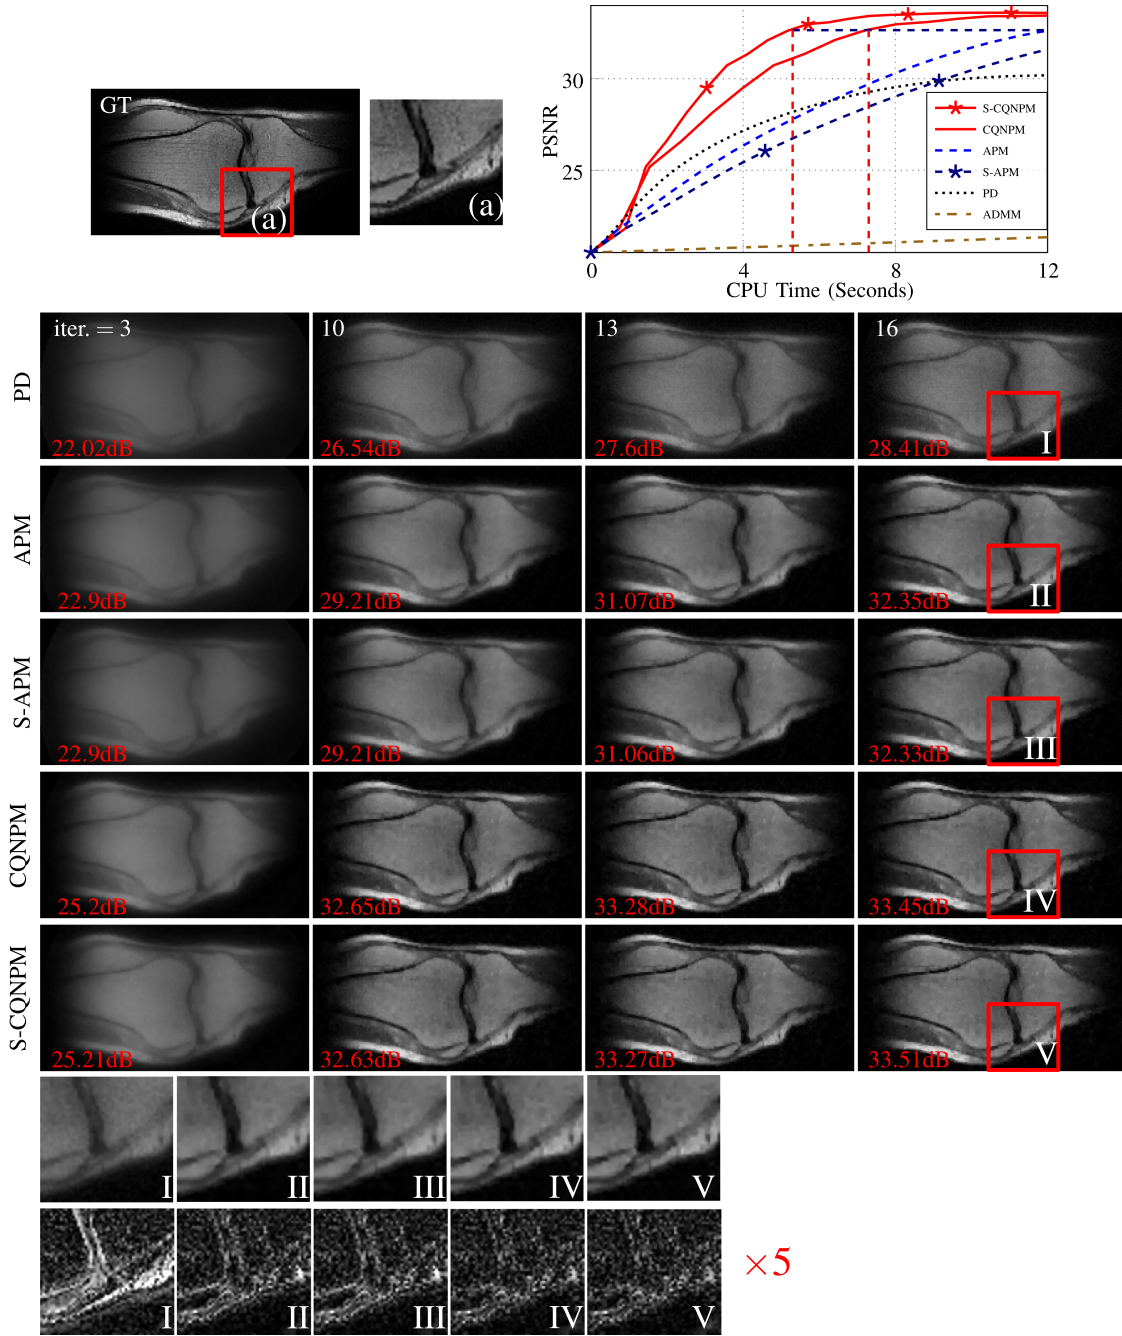 GT
(a)
(a)
PSNR
30
25
0
4
8
12
CPU Time (Seconds)
S-CQNPM
CQNPM
APM
S-APM
PD
ADMM
PD
iter. = 3
10
13
16
22.02dB
26.54dB
27.6dB
28.41dB
I
APM
22.9dB
29.21dB
31.07dB
32.35dB
II
S-APM
22.9dB
29.21dB
31.06dB
32.33dB
III
CQNPM
25.2dB
32.65dB
33.28dB
33.45dB
IV
S-CQNPM
25.21dB
32.63dB
33.27dB
33.51dB
V
I
II
III
IV
V
I
II
III
IV
V
×5